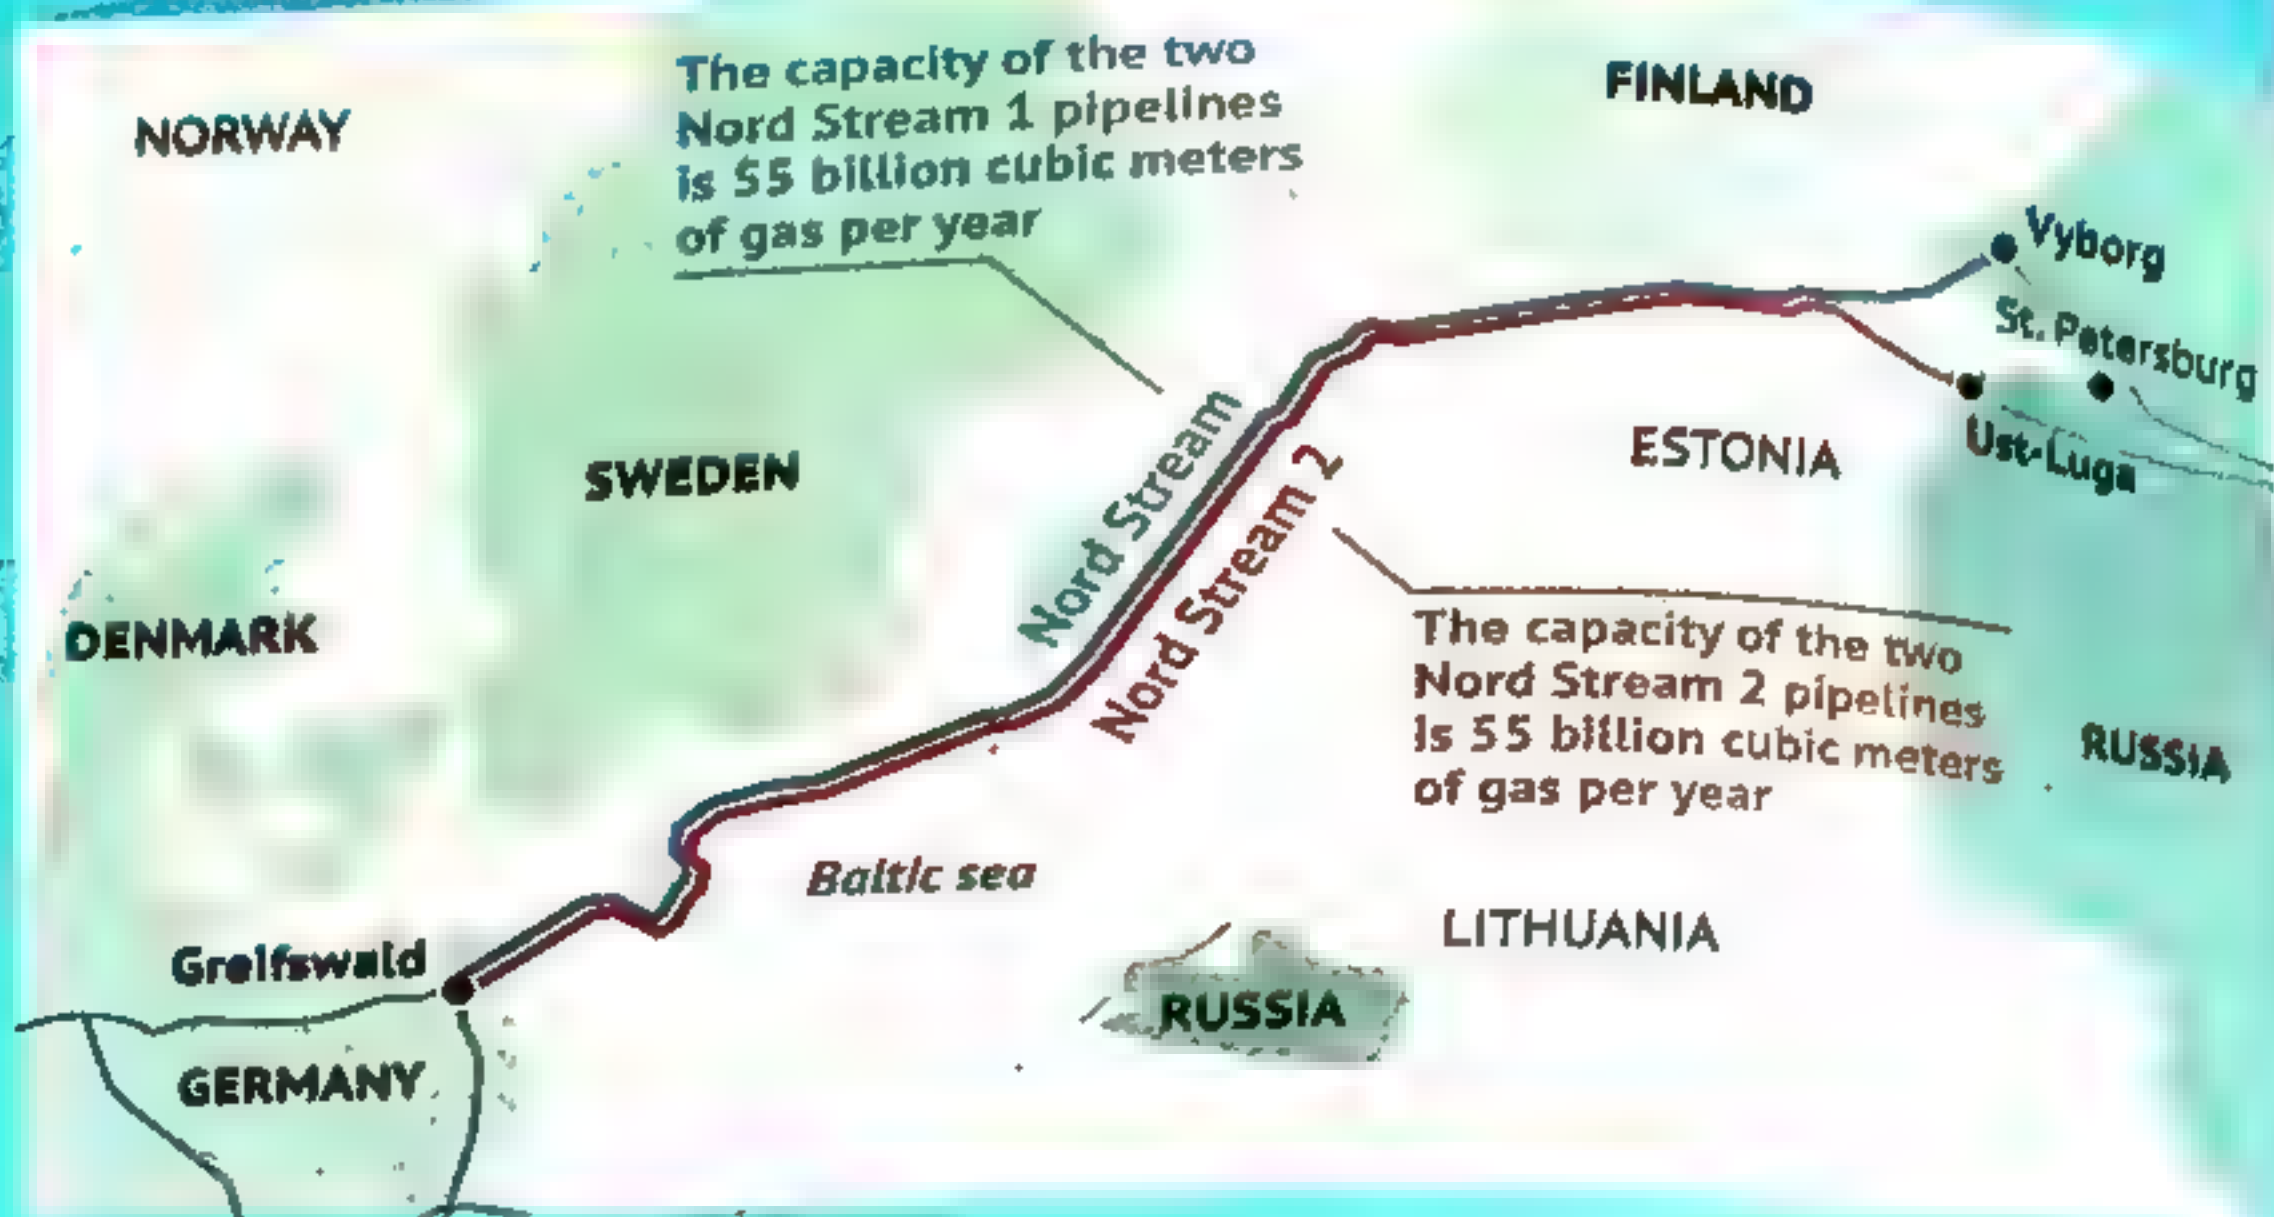 NORWAY
The capacity of the two
Nord Stream 1 pipelines
is 55 billion cubic meters
of gas per year
FINLAND
Vyborg
St. Petersburg
Ust-Luga
SWEDEN
ESTONIA
Nord Stream
Nord Stream 2
DENMARK
The capacity of the two
Nord Stream 2 pipelines
is 55 billion cubic meters
of gas per year
RUSSIA
Baltic sea
LITHUANIA
Greifswald
RUSSIA
GERMANY